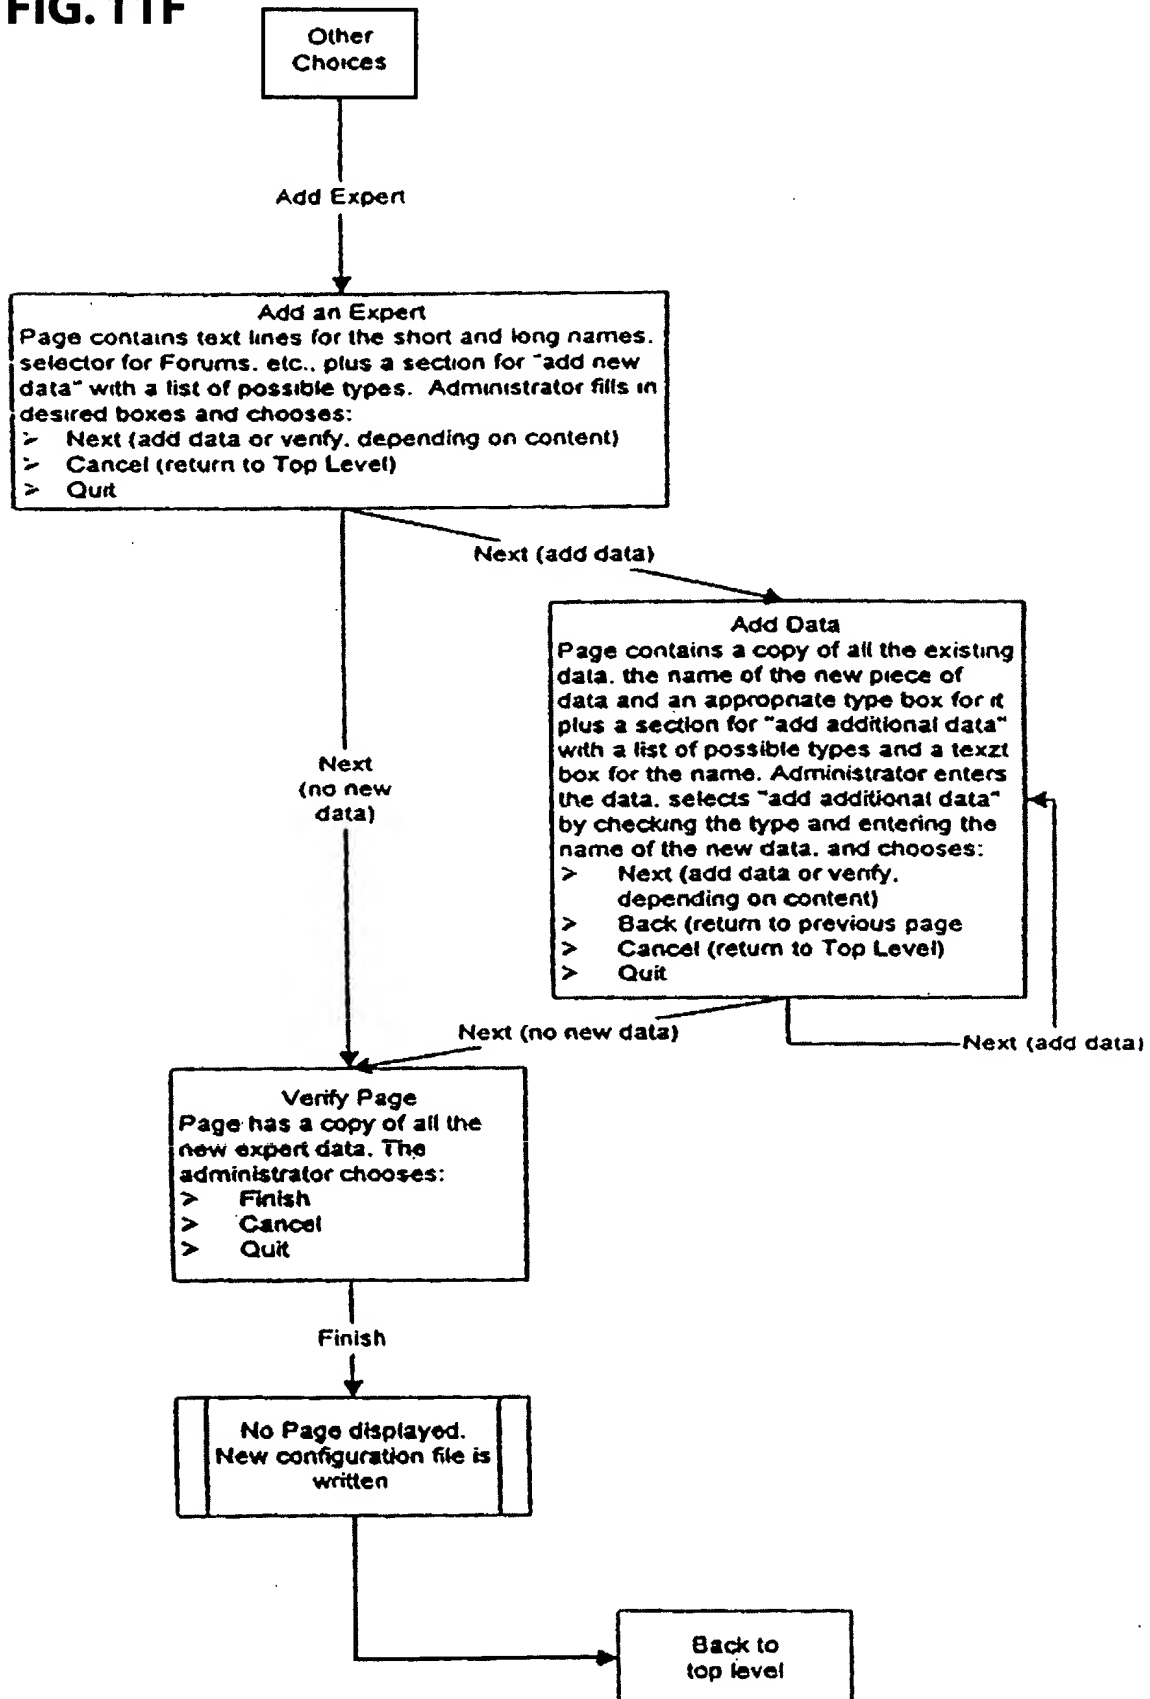 FIG. 11F
Other
Choices
Add Expert
Add an Expert
Page contains text lines for the short and long names.
selector for Forums. etc.. plus a section for "add new
data" with a list of possible types. Administrator fills in
desired boxes and chooses:
> Next (add data or verify. depending on content)
> Cancel (return to Top Level)
> Quit
Next (add data)
Add Data
Page contains a copy of all the existing
data. the name of the new piece of
data and an appropriate type box for it
plus a section for "add additional data"
with a list of possible types and a texzt
box for the name. Administrator enters
the data. selects "add additional data"
by checking the type and entering the
name of the new data. and chooses:
> Next (add data or verify.
depending on content)
> Back (return to previous page
> Cancel (return to Top Level)
> Quit
Next
(no new
data)
Next (no new data)
Next (add data)
Verify Page
Page has a copy of all the
new expert data. The
administrator chooses:
> Finish
> Cancel
> Quit
Finish
No Page displayed.
New configuration file is
written
Back to
top level